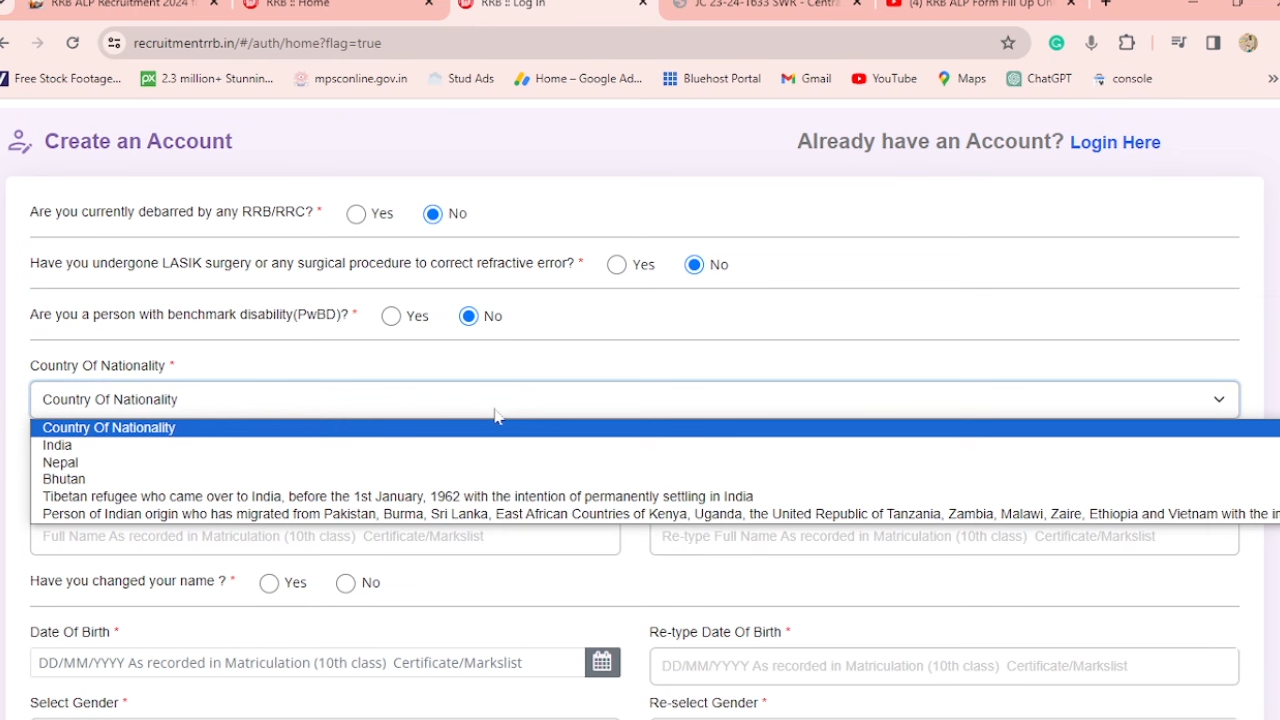 RRB ALP Recruitment 2024 f
RRB :: Home
RRB :: Log In
JC 23-24-1633 SWR - Centra
(4) RRB ALP Form Fill Up On
recruitmentrrb.in/#/auth/home?flag=true
Free Stock Footage... 2.3 million+ Stunnin... mpsconline.gov.in Stud Ads Home – Google Ad... Bluehost Portal Gmail YouTube Maps ChatGPT console
Create an Account
Already have an Account? Login Here
Are you currently debarred by any RRB/RRC? * Yes No
Have you undergone LASIK surgery or any surgical procedure to correct refractive error? * Yes No
Are you a person with benchmark disability(PwBD)? * Yes No
Country Of Nationality *
Country Of Nationality
Country Of Nationality
India
Nepal
Bhutan
Tibetan refugee who came over to India, before the 1st January, 1962 with the intention of permanently settling in India
Person of Indian origin who has migrated from Pakistan, Burma, Sri Lanka, East African Countries of Kenya, Uganda, the United Republic of Tanzania, Zambia, Malawi, Zaire, Ethiopia and Vietnam with the in
Full Name As recorded in Matriculation (10th class) Certificate/Markslist
Re-type Full Name As recorded in Matriculation (10th class) Certificate/Markslist
Have you changed your name ? * Yes No
Date Of Birth *
Re-type Date Of Birth *
DD/MM/YYYY As recorded in Matriculation (10th class) Certificate/Markslist
DD/MM/YYYY As recorded in Matriculation (10th class) Certificate/Markslist
Select Gender *
Re-select Gender *